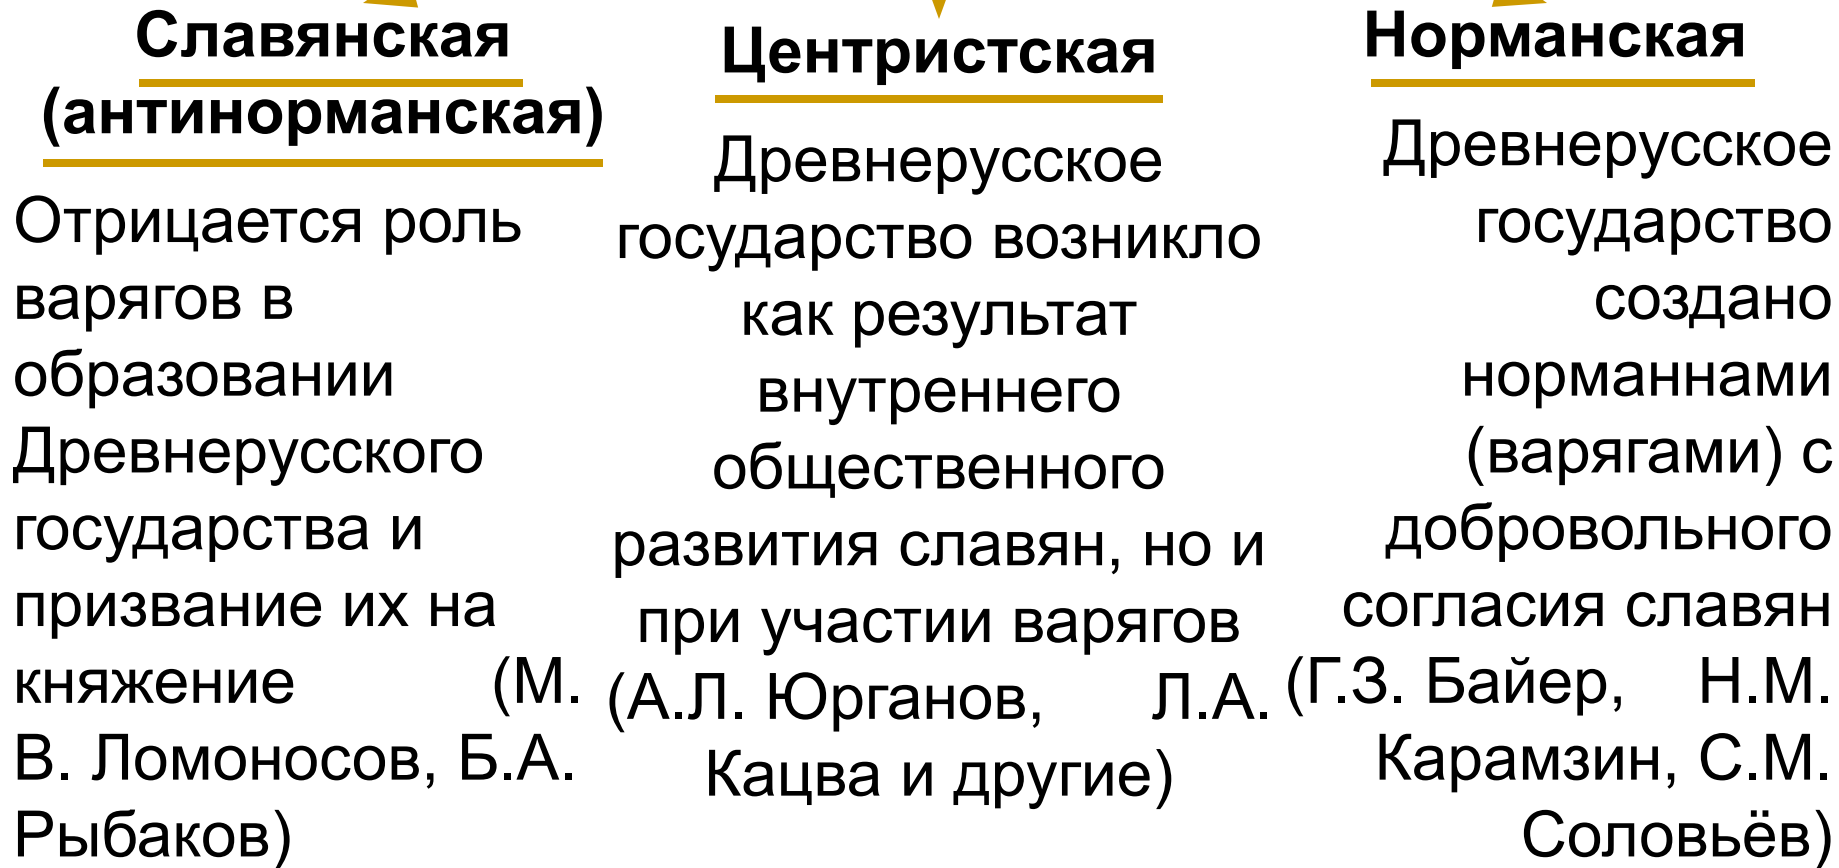 Славянская
(антинорманская)
Отрицается роль
варягов в
образовании
Древнерусского
государства и
призвание их на
княжение (М.
В. Ломоносов, Б.А.
Рыбаков)
Центристская
Древнерусское
государство возникло
как результат
внутреннего
общественного
развития славян, но и
при участии варягов
(А.Л. Юрганов, Л.А.
Кацва и другие)
Норманская
Древнерусское
государство
создано
норманнами
(варягами) с
добровольного
согласия славян
(Г.З. Байер, Н.М.
Карамзин, С.М.
Соловьёв)